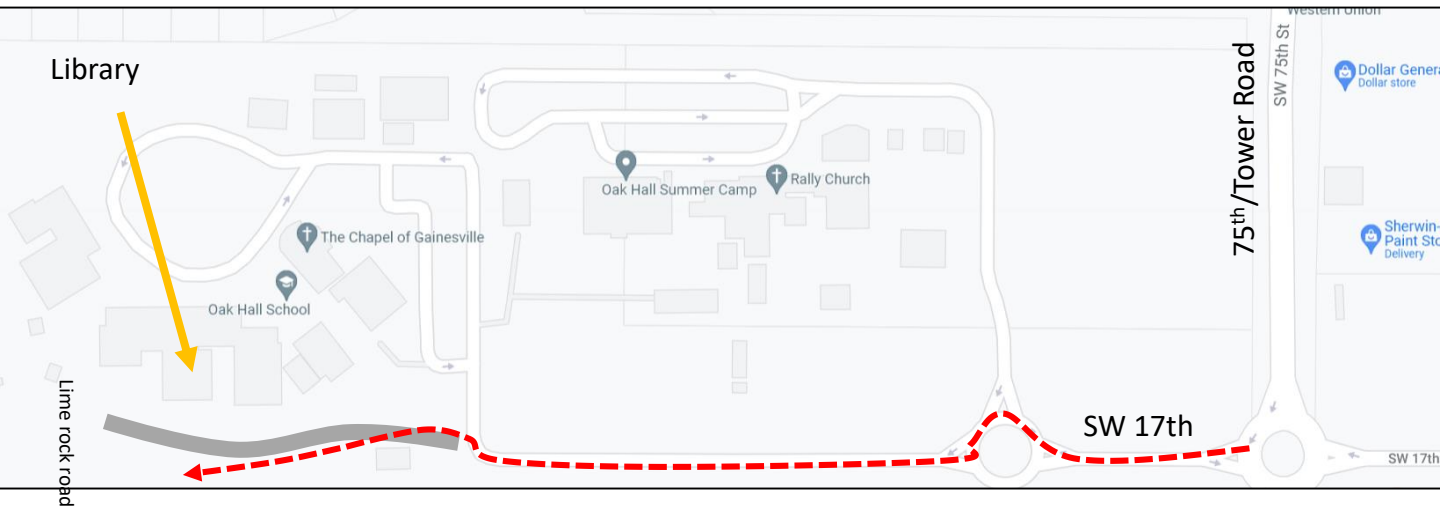 Western Union
Library
SW 75th St
75th/Tower Road
Dollar Genera
Dollar store
Oak Hall Summer Camp
Rally Church
The Chapel of Gainesville
Sherwin-
Paint Sto
Delivery
Oak Hall School
Lime rock road
SW 17th
SW 17th